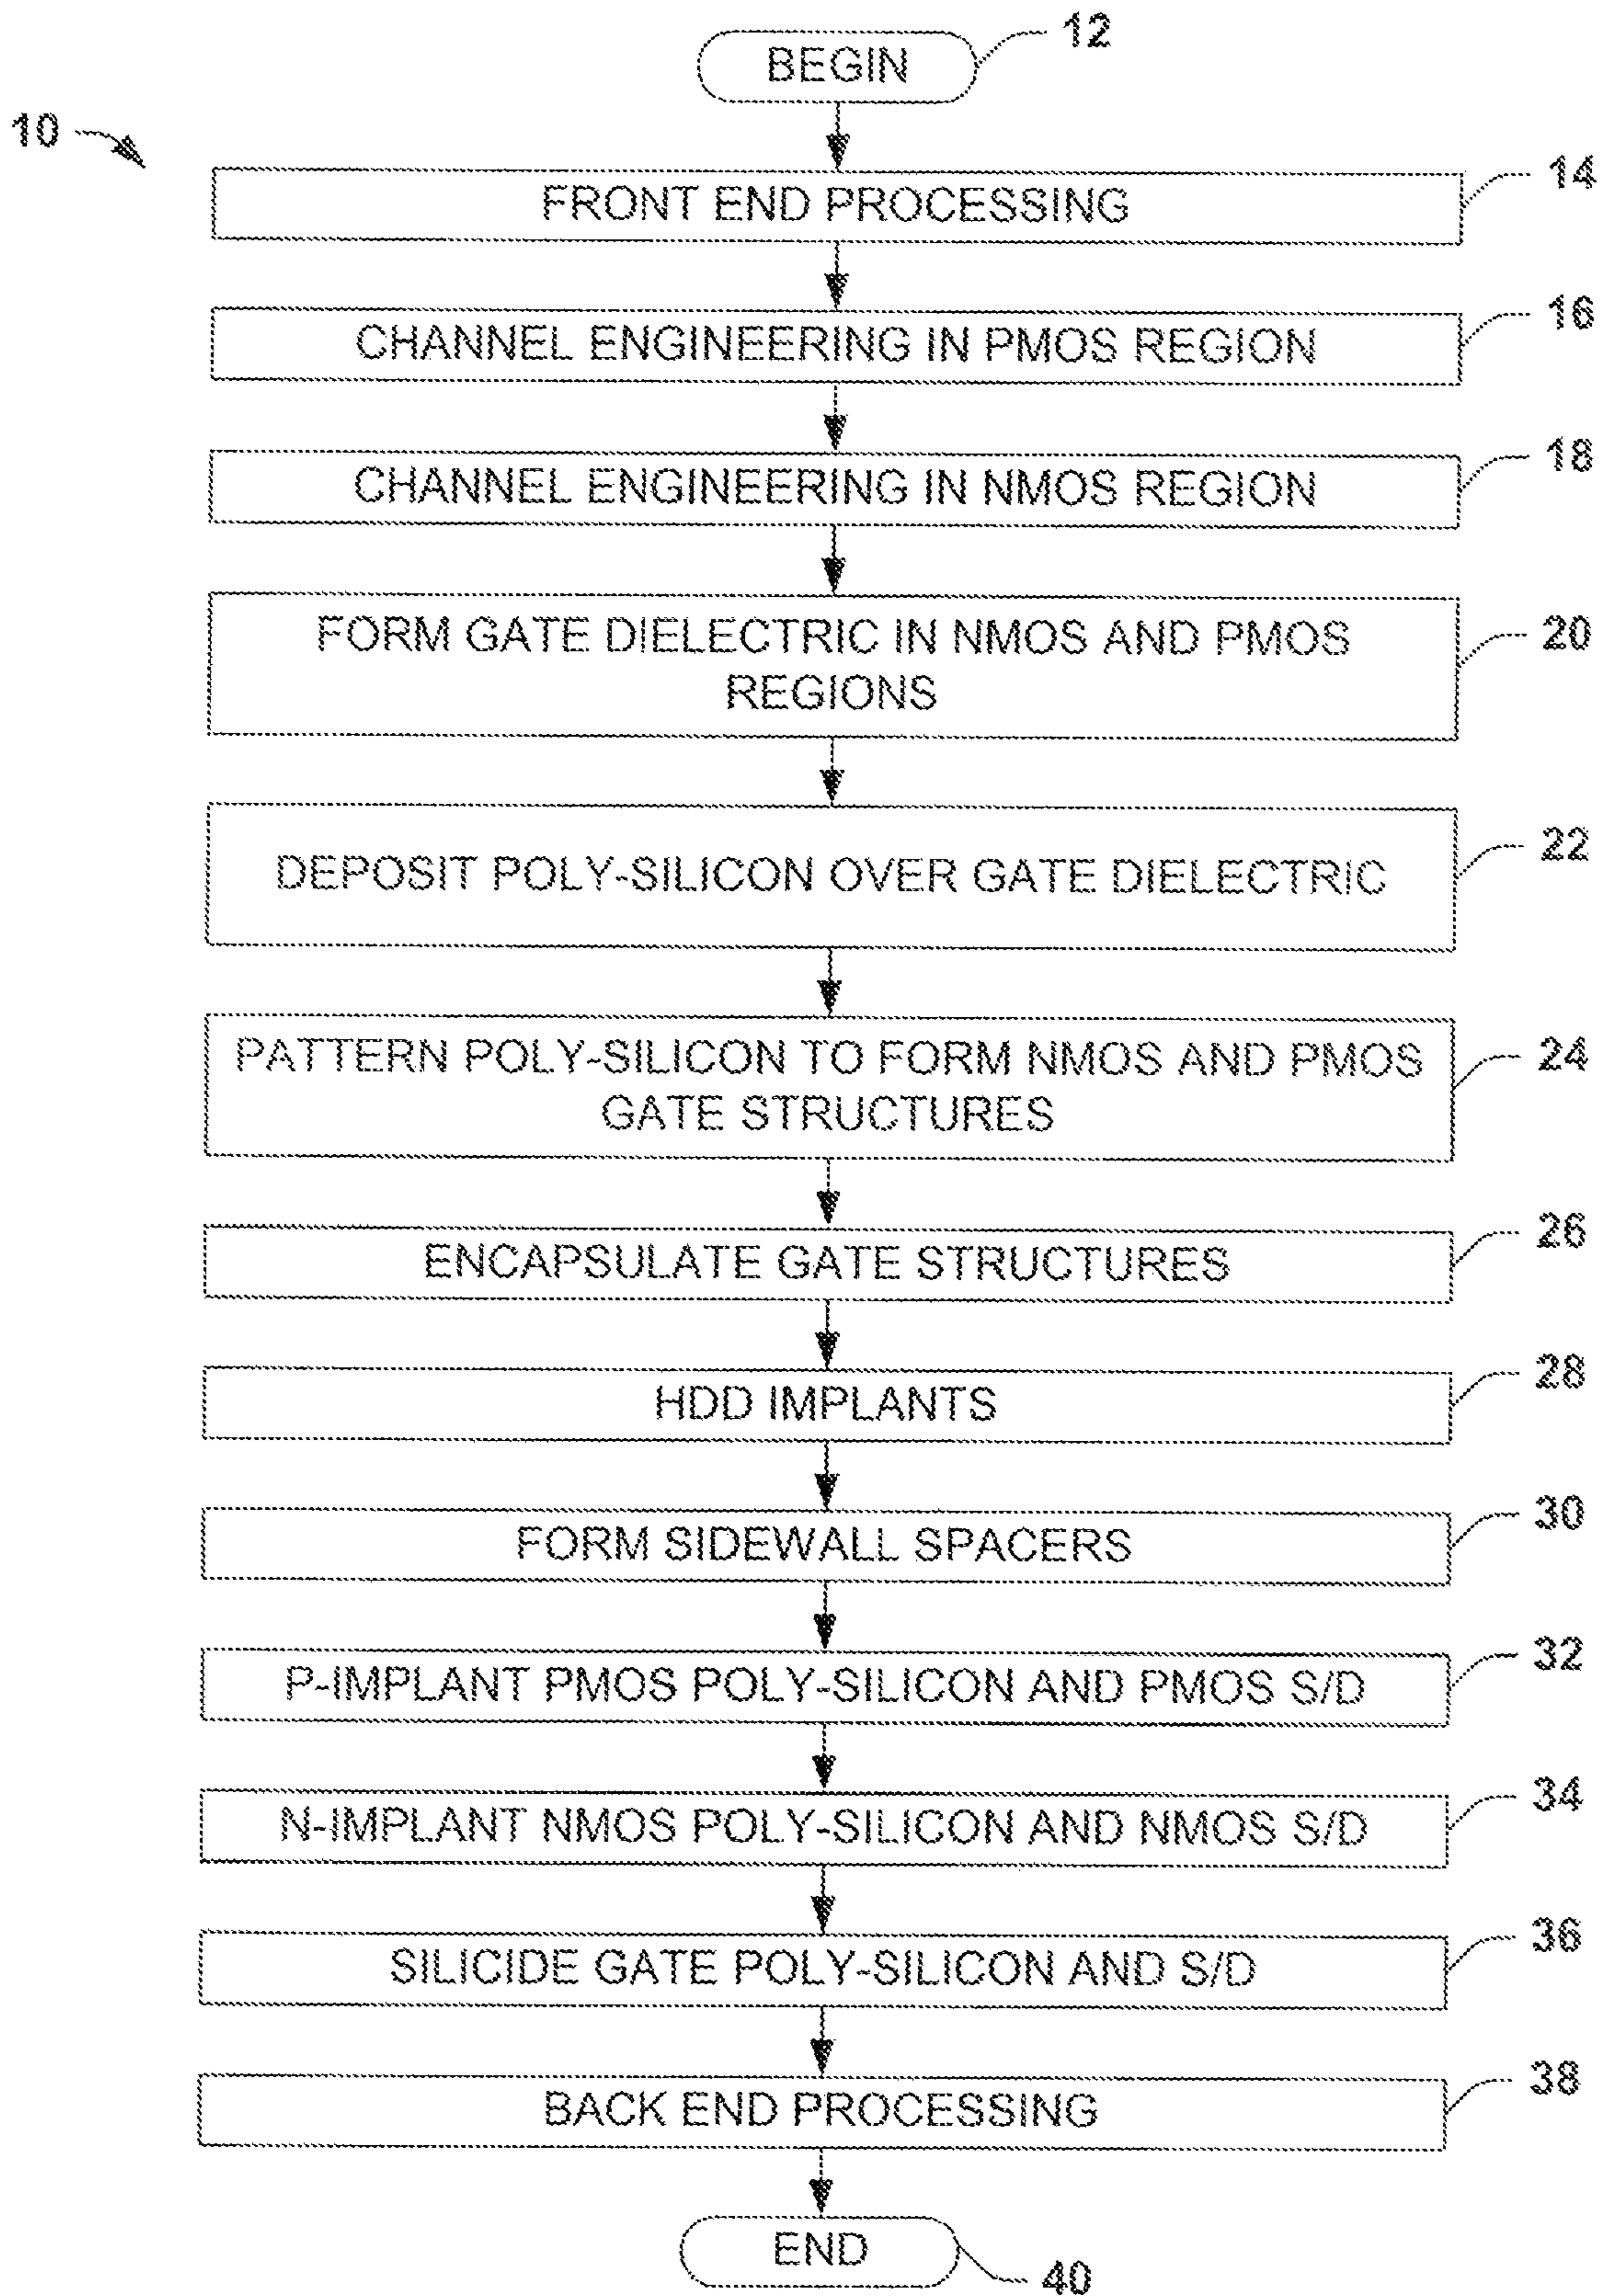 BEGIN
12
10
FRONT END PROCESSING
14
CHANNEL ENGINEERING IN PMOS REGION
16
CHANNEL ENGINEERING IN NMOS REGION
18
FORM GATE DIELECTRIC IN NMOS AND PMOS
REGIONS
20
DEPOSIT POLY-SILICON OVER GATE DIELECTRIC
22
PATTERN POLY-SILICON TO FORM NMOS AND PMOS
GATE STRUCTURES
24
ENCAPSULATE GATE STRUCTURES
26
HDD IMPLANTS
28
FORM SIDEWALL SPACERS
30
P-IMPLANT PMOS POLY-SILICON AND PMOS S/D
32
N-IMPLANT NMOS POLY-SILICON AND NMOS S/D
34
SILICIDE GATE POLY-SILICON AND S/D
36
BACK END PROCESSING
38
END
40